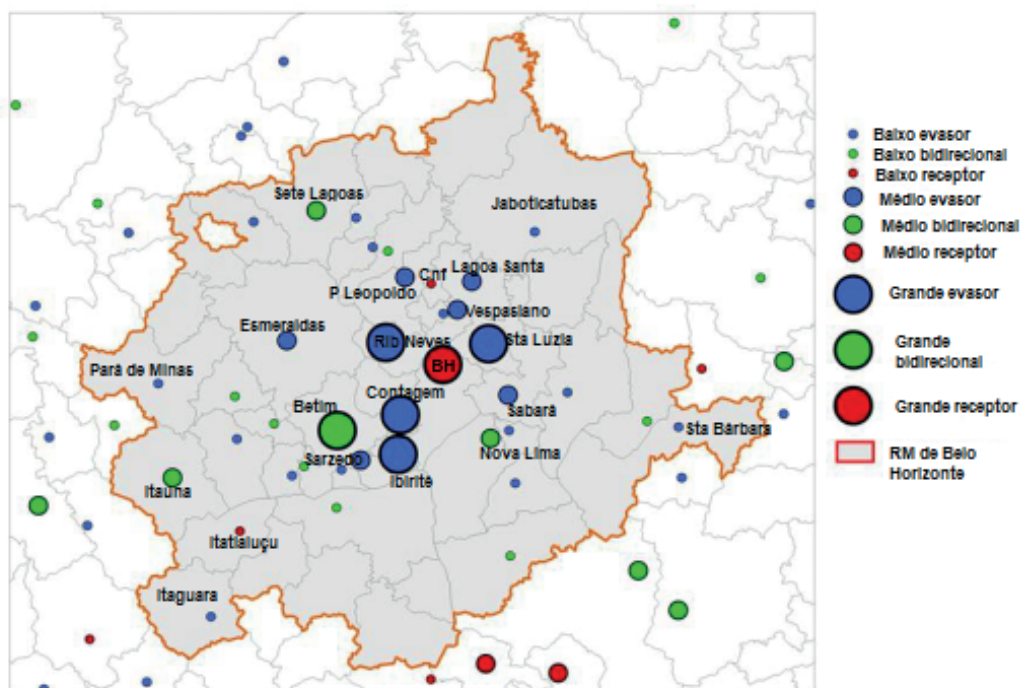 Sete Lagoas
Jaboticatubas
Cnf
Lagoa Santa
P Leopoldo
Vespasiano
Esmeraldas
Rib Neves
Sta Luzia
BH
Pará de Minas
Contagem
Betim
Sabará
Sta Bárbara
Sarzedo
Nova Lima
Ibiritè
Itaúna
Itatiaiuçu
Itaguara
Baixo evasor
Baixo bidirecional
Baixo receptor
Médio evasor
Médio bidirecional
Médio receptor
Grande evasor
Grande
bidirecional
Grande receptor
RM de Belo
Horizonte